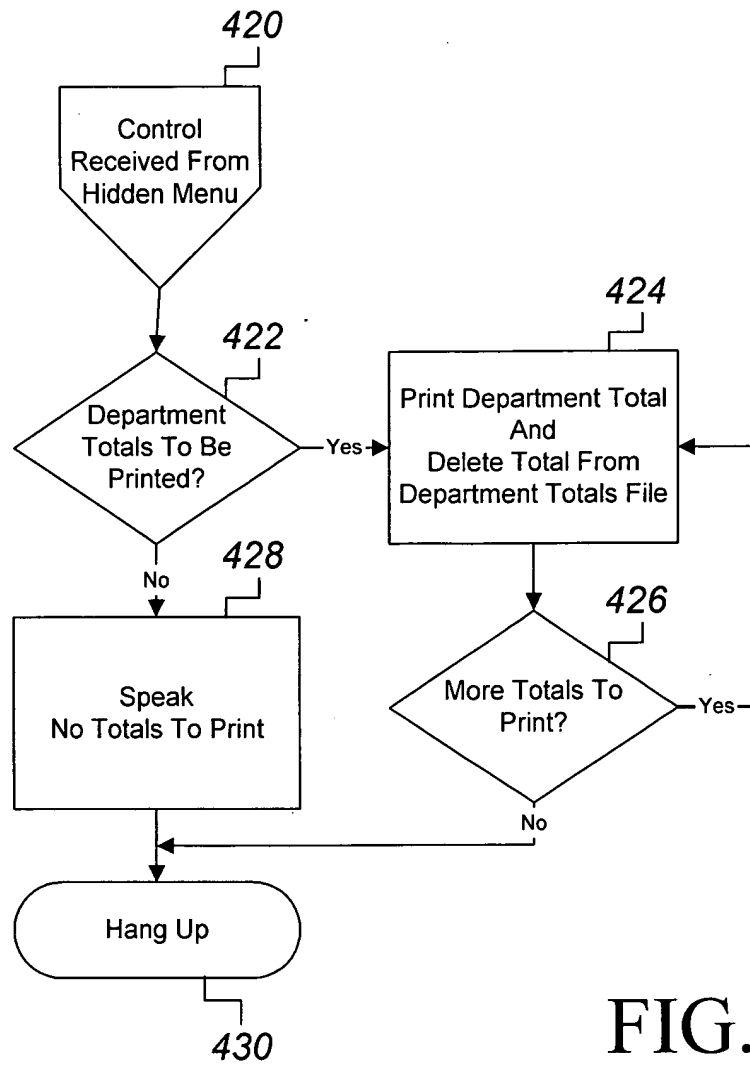 420
Control
Received From
Hidden Menu
422
Department
Totals To Be
Printed?
Yes
424
Print Department Total
And
Delete Total From
Department Totals File
No
428
Speak
No Totals To Print
426
More Totals To
Print?
Yes
No
Hang Up
430
FIG.